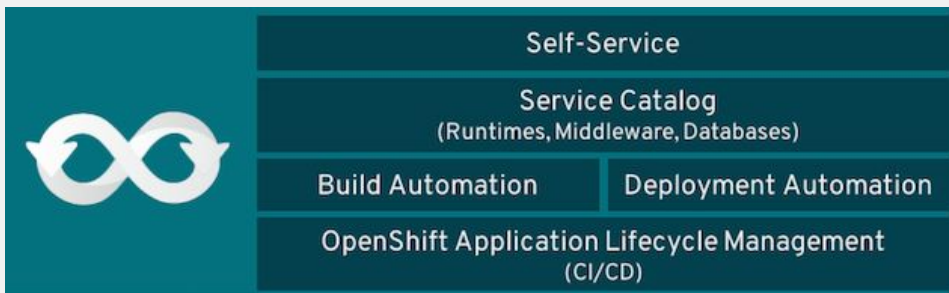 Self-Service
Service Catalog
(Runtimes, Middleware, Databases)
Build Automation
Deployment Automation
OpenShift Application Lifecycle Management
(CI/CD)